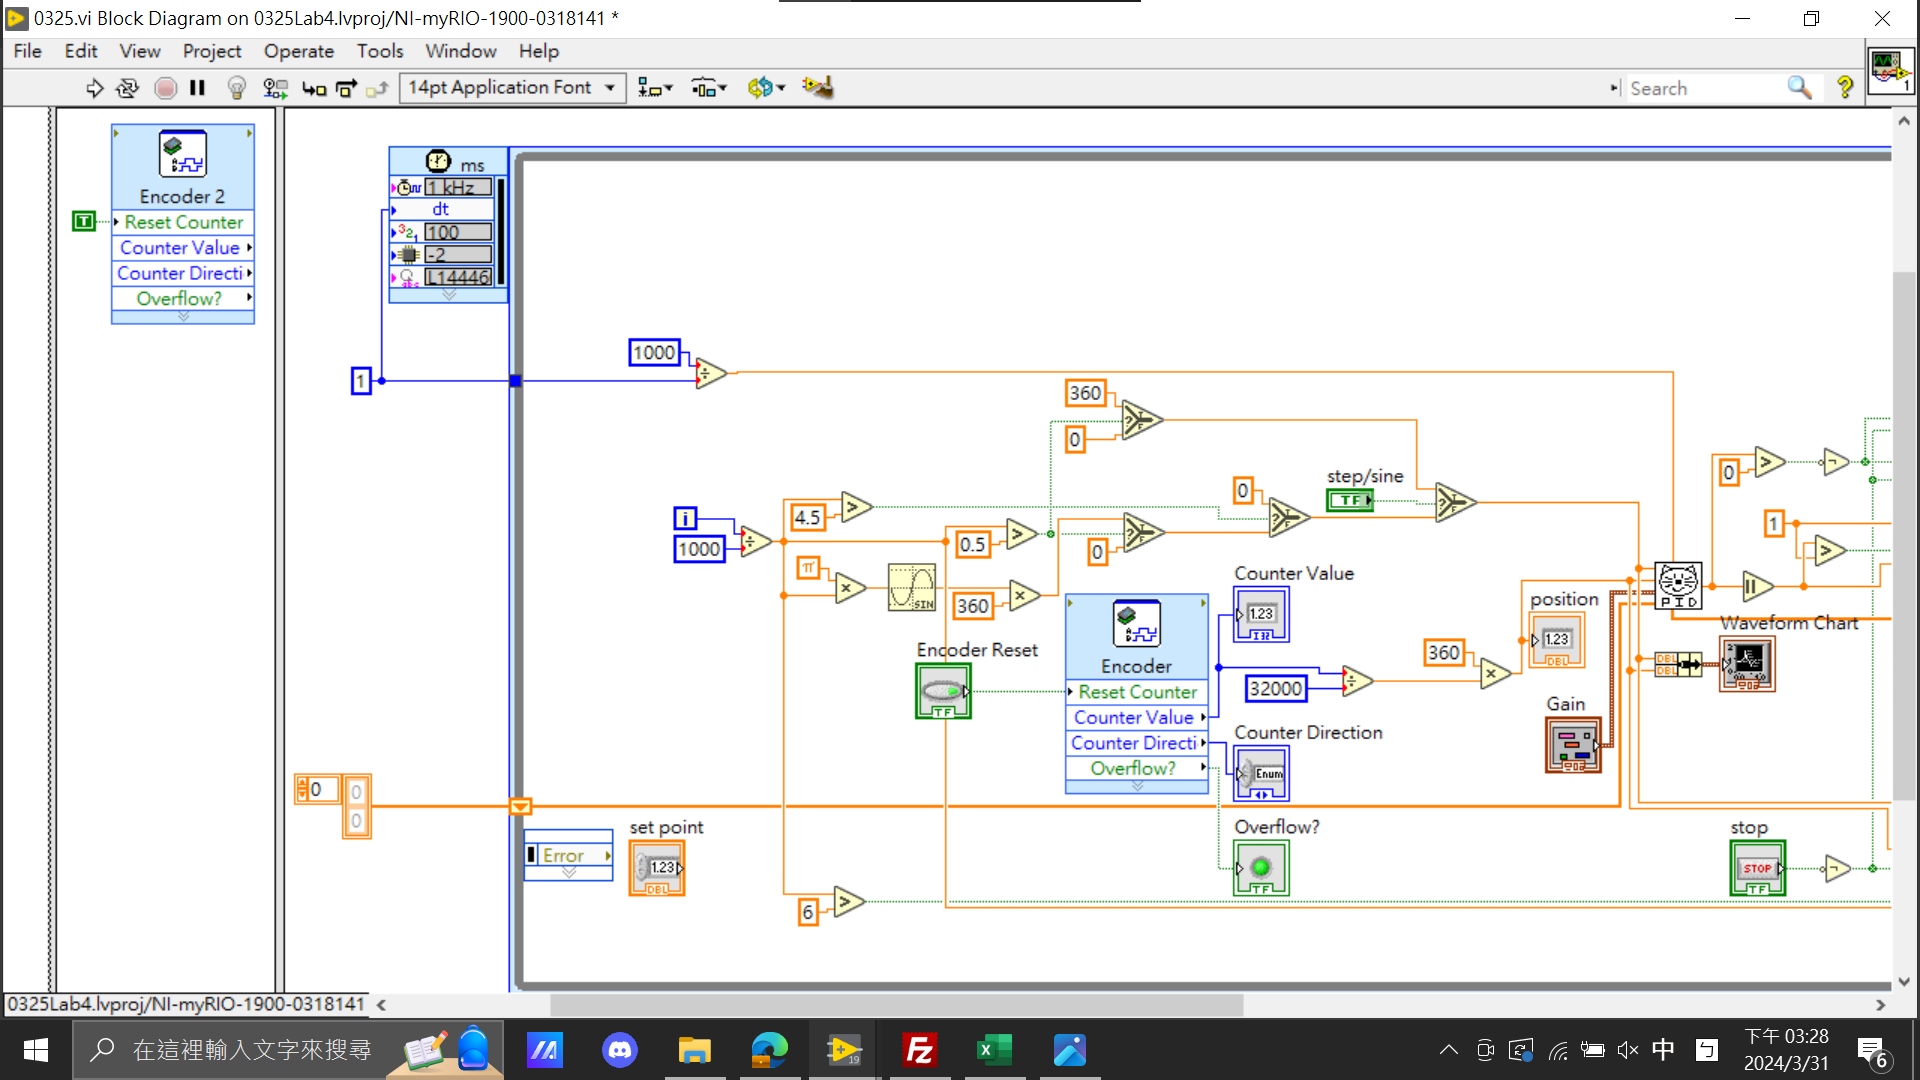 0325.vi Block Diagram on 0325Lab4.lvproj/NI-myRIO-1900-0318141 *
File Edit View Project Operate Tools Window Help
14pt Application Font
Search
1
Encoder 2
Reset Counter
Counter Value
Counter Directi
Overflow?
T
ms
1 kHz
dt
100
-2
L14446
1
1000
360
0
step/sine
TF
0
4.5
i
1000
0.5
0
π
SIN
360
0
1
Counter Value
1.23
I32
Encoder
Reset Counter
Counter Value
Counter Directi
Overflow?
Encoder Reset
TF
32000
360
position
1.23
DBL
PID
Waveform Chart
DBL
DBL
Gain
Counter Direction
Enum
0
0
0
Error
set point
1.23
DBL
Overflow?
TF
stop
STOP
TF
6
0325Lab4.lvproj/NI-myRIO-1900-0318141
在這裡輸入文字來搜尋
19
中
ㄅ
下午 03:28
2024/3/31
6